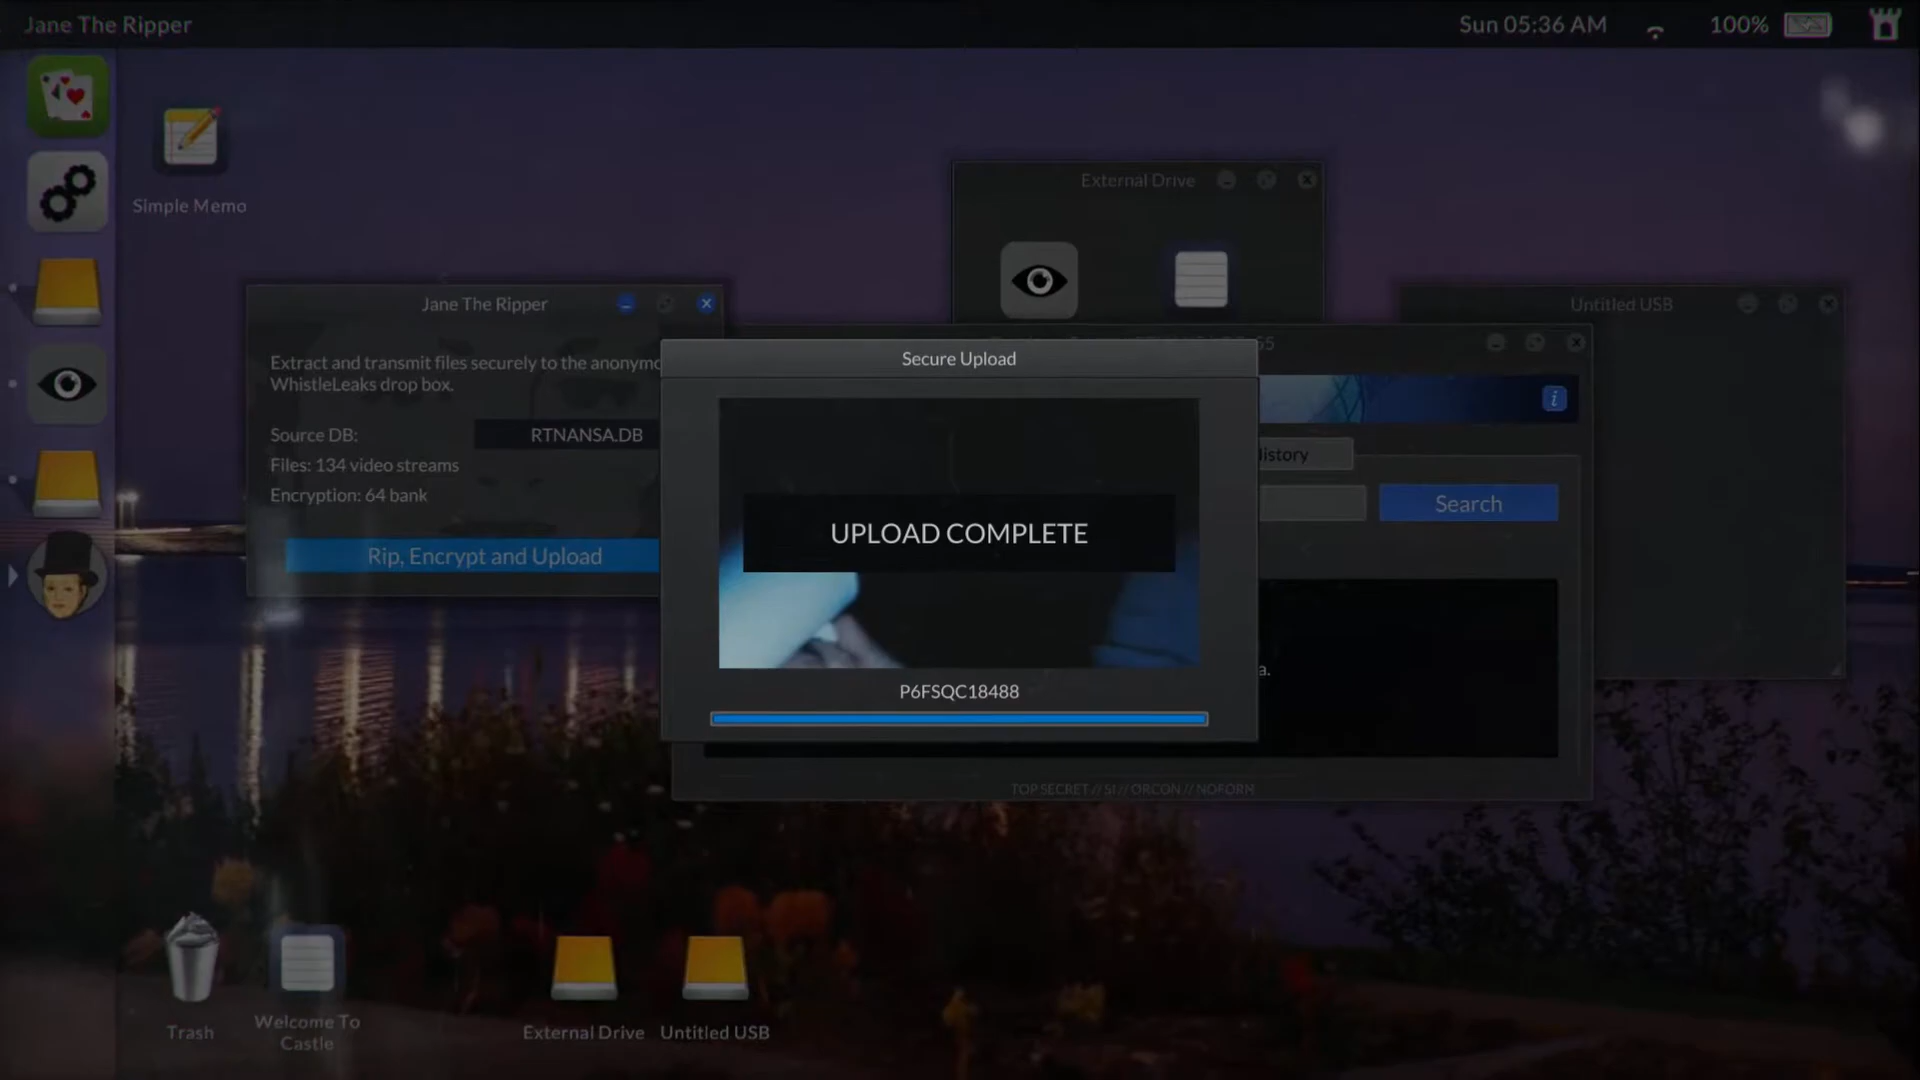 Jane The Ripper
Sun 05:36 AM
100%
Simple Memo
External Drive
Jane The Ripper
Untitled USB
Secure Upload
Extract and transmit files securely to the
WhistleLeaks drop box.
Source DB:
RTNANSA.DB
Files: 134 video streams
Encryption: 64 bank
Rip, Encrypt and Upload
Search
UPLOAD COMPLETE
P6FSQC18488
TOP SECRET // SI // ORCON // NOFORM
Trash
Welcome To
Castle
External Drive
Untitled USB